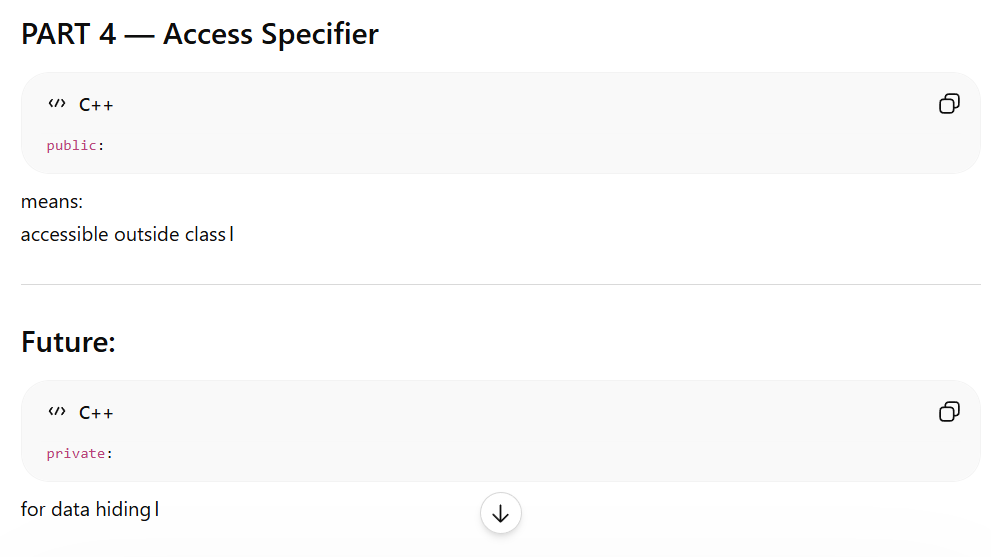 PART 4 — Access Specifier
C++
public:
means:
accessible outside class।
Future:
C++
private:
for data hiding।